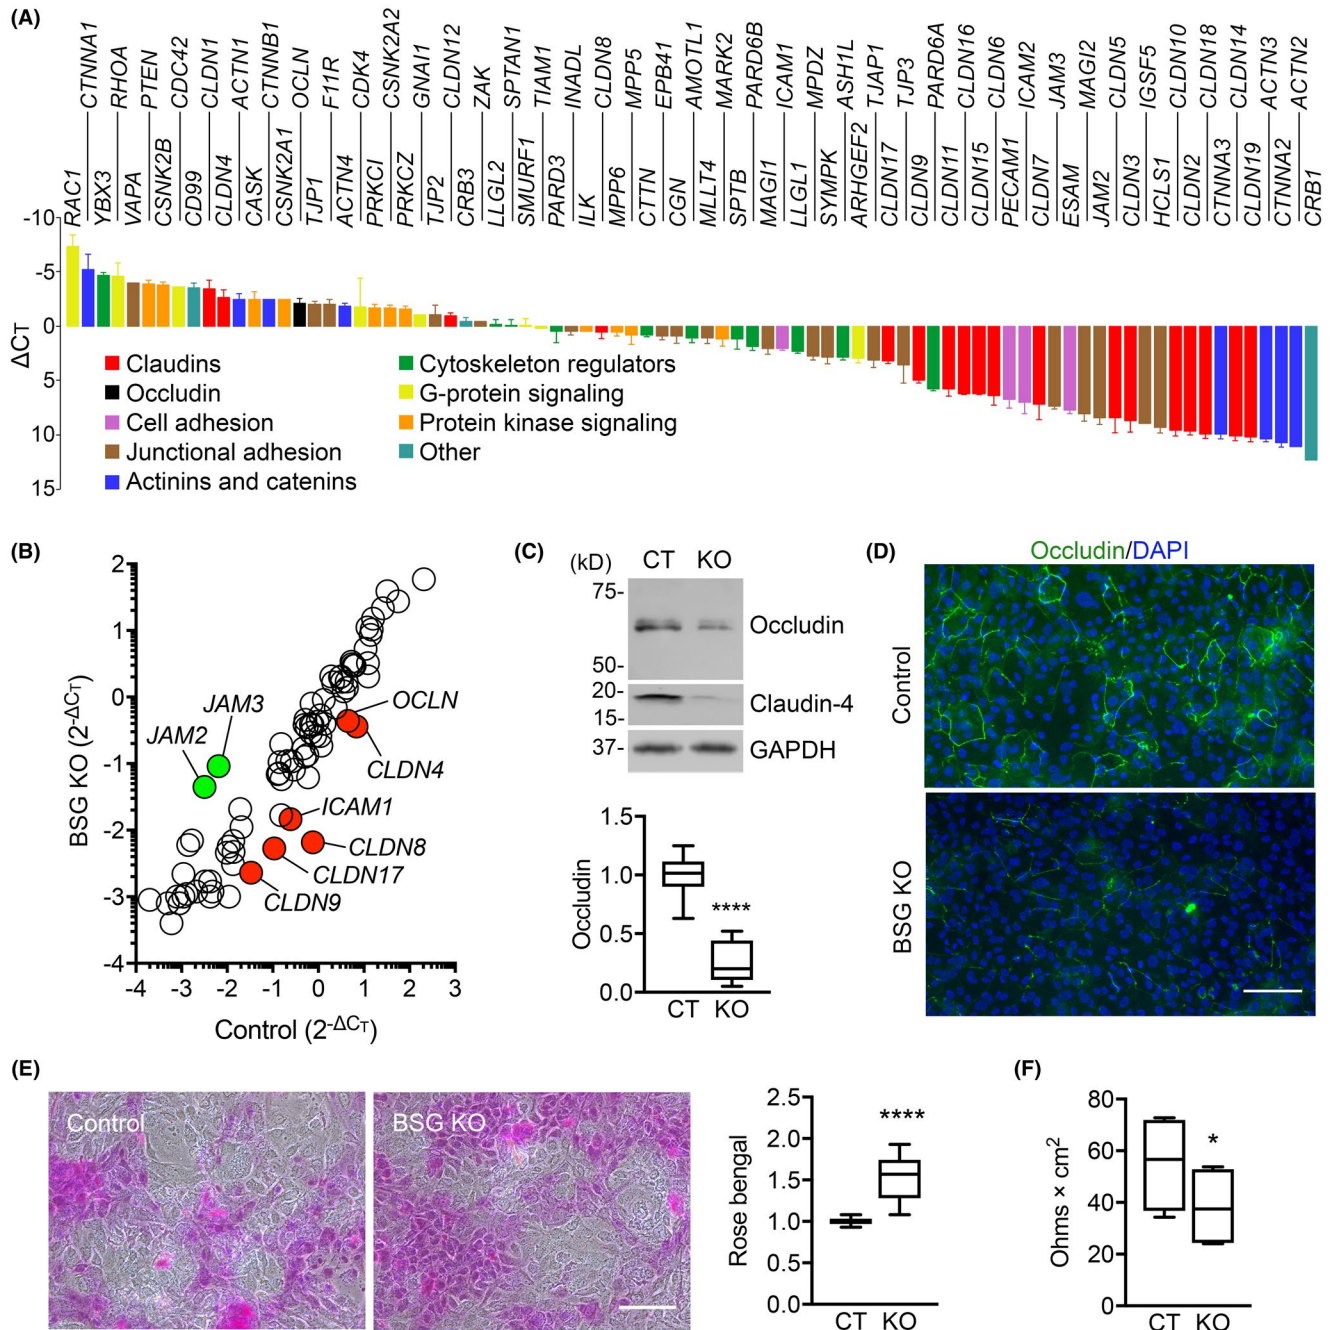 (A)
CTNNA1 RHOA PTEN CDC42 CLDN1 ACTN1 CTNNB1 OCLN F11R CDK4 CSNK2A2 GNAI1 CLDN12 ZAK SPTAN1 TIAM1 INADL CLDN8 MPP5 EPB41 AMOTL1 MARK2 PARD6B ICAM1 MPDZ ASH1L TJAP1 TJP3 PARD6A CLDN16 CLDN6 ICAM2 JAM3 MAGI2 CLDN5 IGSF5 CLDN10 CLDN18 CLDN14 ACTN3 ACTN2
RAC1 YBX3 VAPA CSNK2B CD99 CLDN4 CASK CSNK2A1 TJP1 ACTN4 PRKCI PRKCZ TJP2 CRB3 LLGL2 SMURF1 PARD3 ILK MPP6 CTTN CGN MLLT4 SPTB MAGI1 LLGL1 SYMPK ARHGEF2 CLDN17 CLDN9 CLDN11 CLDN15 PECAM1 CLDN7 ESAM JAM2 CLDN3 HCLS1 CLDN2 CTNNA3 CLDN19 CTNNA2 CRB1
-10
-5
0
5
10
15
ΔCT
Claudins
Occludin
Cell adhesion
Junctional adhesion
Actinins and catenins
Cytoskeleton regulators
G-protein signaling
Protein kinase signaling
Other
(B)
BSG KO (2-ΔCT)
2
1
0
-1
-2
-3
-4
JAM3
JAM2
OCLN
CLDN4
ICAM1
CLDN8
CLDN17
CLDN9
-4 -3 -2 -1 0 1 2 3
Control (2-ΔCT)
(C)
(kD) CT KO
75-
50-
20-
15-
37-
Occludin
Claudin-4
GAPDH
Occludin
1.5
1.0
0.5
0.0
****
CT KO
(D)
Occludin/DAPI
Control
BSG KO
(E)
Control
BSG KO
Rose bengal
2.5
2.0
1.5
1.0
0.5
0.0
****
CT KO
(F)
Ohms × cm2
80
60
40
20
0
*
CT KO